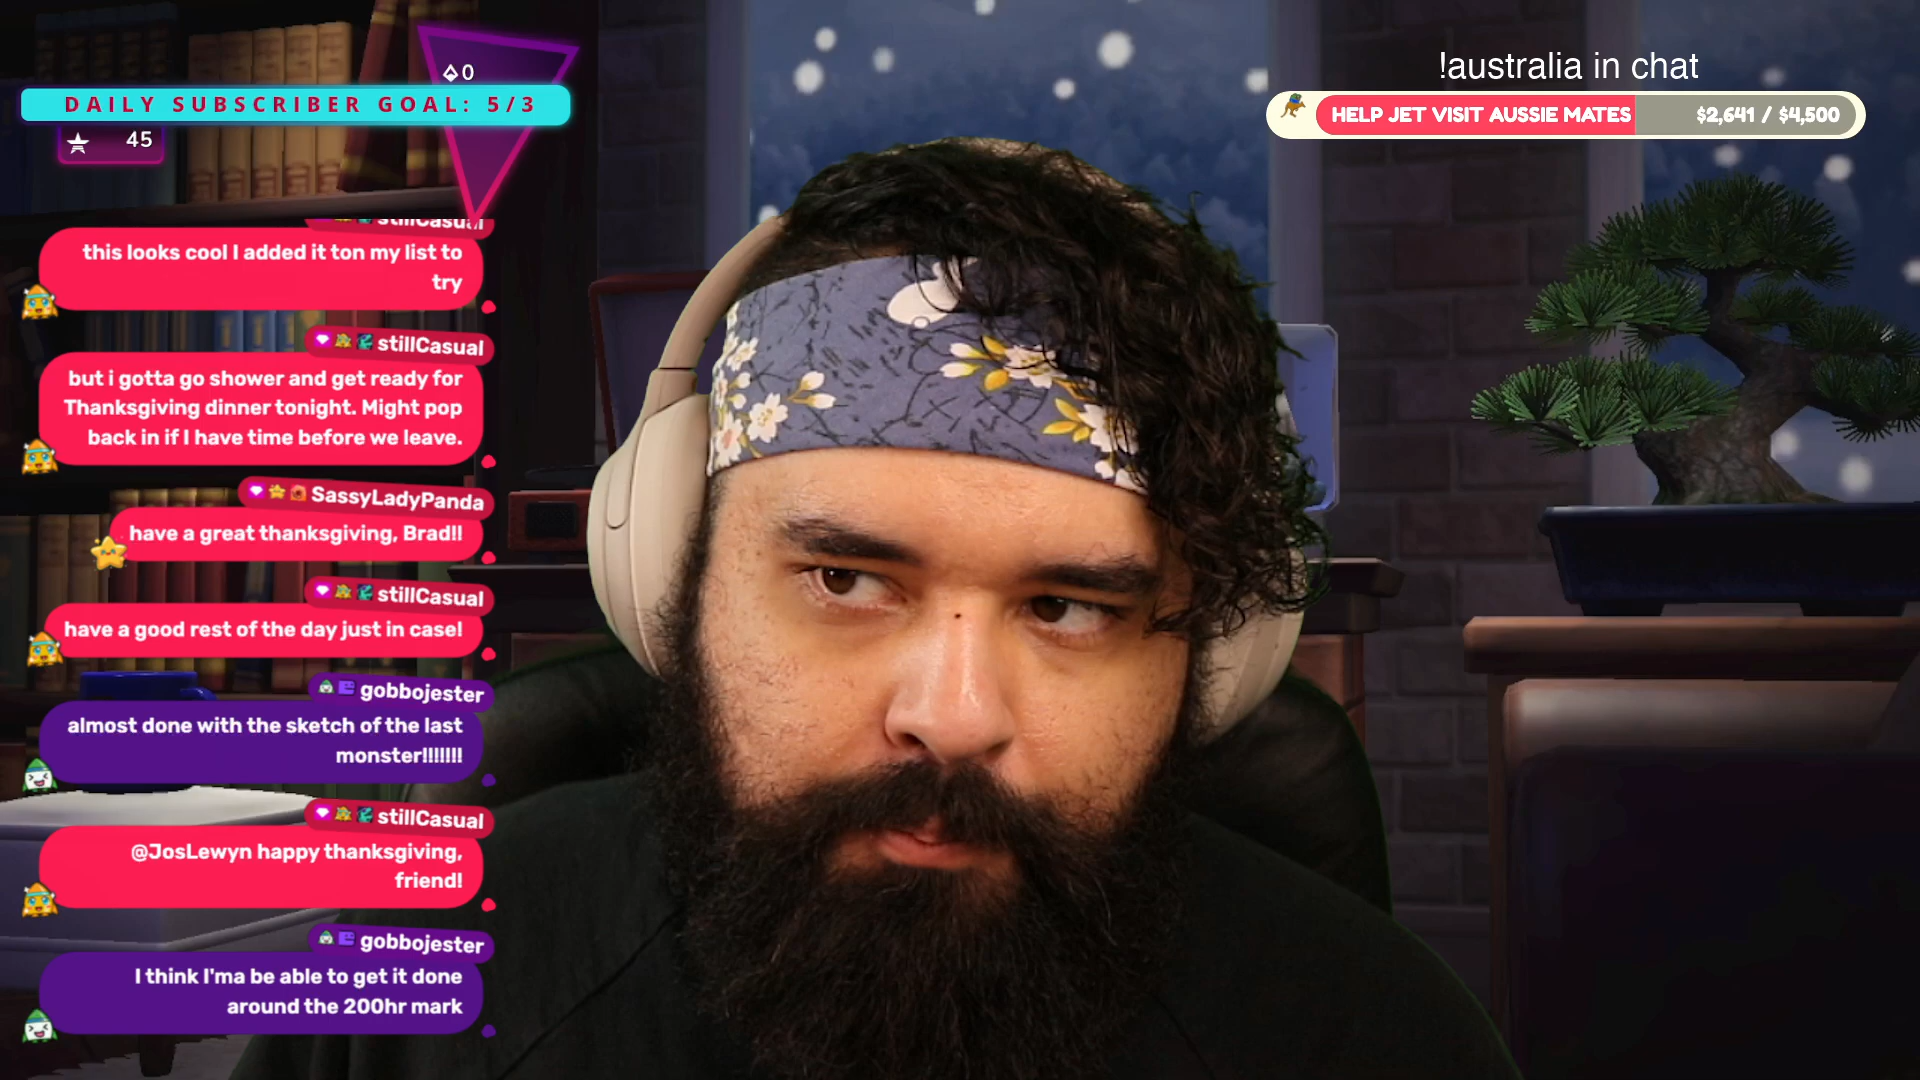 0
DAILY SUBSCRIBER GOAL: 5/3
45
!australia in chat
HELP JET VISIT AUSSIE MATES $2,641 / $4,500
stillCasual
this looks cool I added it ton my list to
try
stillCasual
but i gotta go shower and get ready for
Thanksgiving dinner tonight. Might pop
back in if I have time before we leave.
SassyLadyPanda
have a great thanksgiving, Brad!!
stillCasual
have a good rest of the day just in case!
gobbojester
almost done with the sketch of the last
monster!!!!!!!
stillCasual
@JosLewyn happy thanksgiving,
friend!
gobbojester
I think I'ma be able to get it done
around the 200hr mark